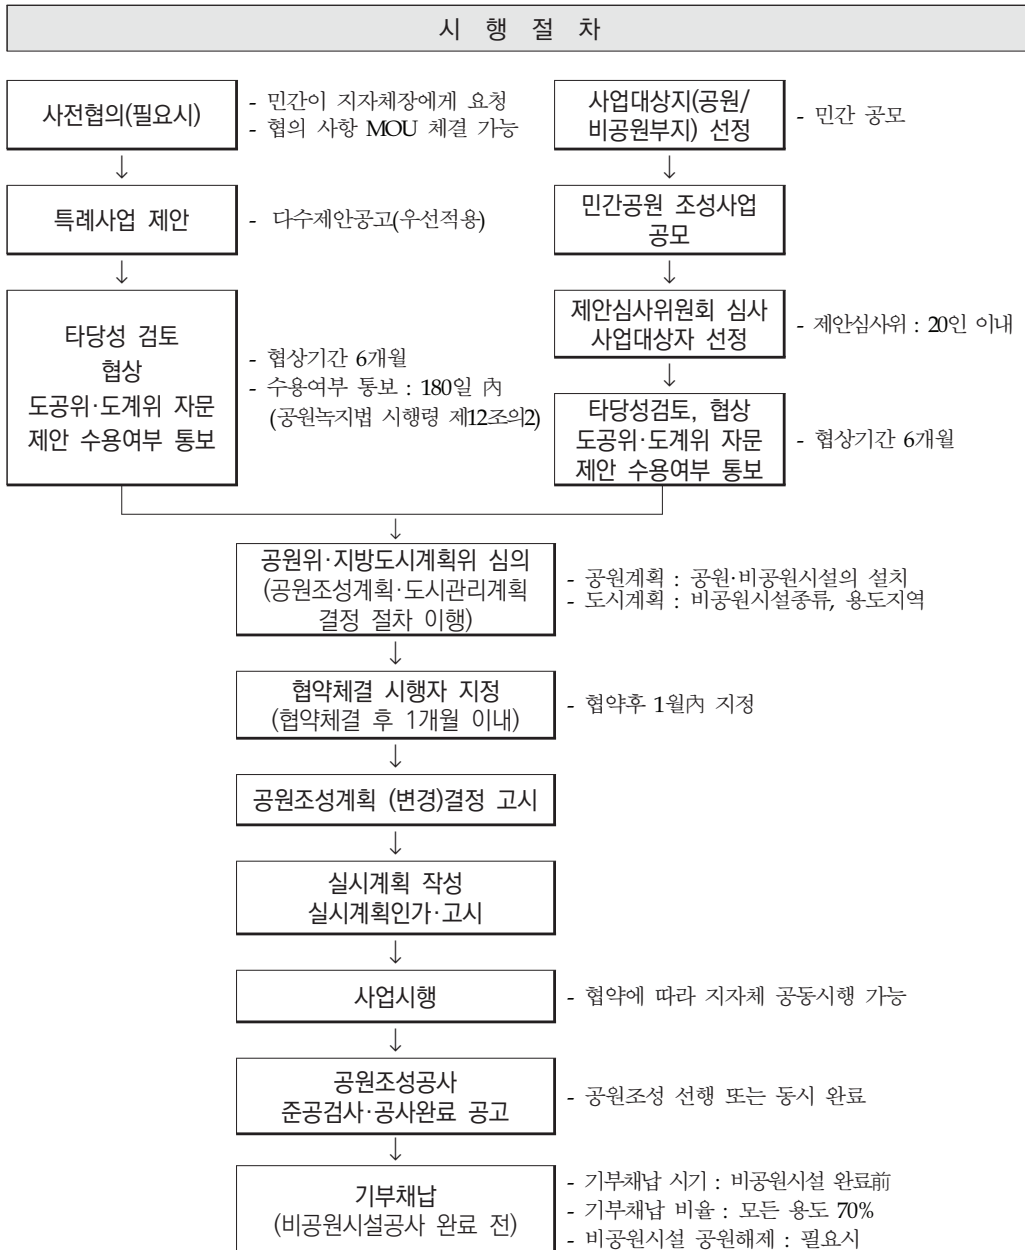 시 행 절 차
사전협의(필요시)
- 민간이 지자체장에게 요청
- 협의 사항 MOU 체결 가능
↓
특례사업 제안
- 다수제안공고(우선적용)
↓
타당성 검토
협상
도공위·도계위 자문
제안 수용여부 통보
- 협상기간 6개월
- 수용여부 통보 : 180일 內
(공원녹지법 시행령 제12조의2)
사업대상지(공원/
비공원부지) 선정
- 민간 공모
↓
민간공원 조성사업
공모
↓
제안심사위원회 심사
사업대상자 선정
- 제안심사위 : 20인 이내
↓
타당성검토, 협상
도공위·도계위 자문
제안 수용여부 통보
- 협상기간 6개월
↓
공원위·지방도시계획위 심의
(공원조성계획·도시관리계획
결정 절차 이행)
- 공원계획 : 공원·비공원시설의 설치
- 도시계획 : 비공원시설종류, 용도지역
↓
협약체결 시행자 지정
(협약체결 후 1개월 이내)
- 협약후 1월內 지정
↓
공원조성계획 (변경)결정 고시
↓
실시계획 작성
실시계획인가·고시
↓
사업시행
- 협약에 따라 지자체 공동시행 가능
↓
공원조성공사
준공검사·공사완료 공고
- 공원조성 선행 또는 동시 완료
↓
기부채납
(비공원시설공사 완료 전)
- 기부채납 시기 : 비공원시설 완료前
- 기부채납 비율 : 모든 용도 70%
- 비공원시설 공원해제 : 필요시